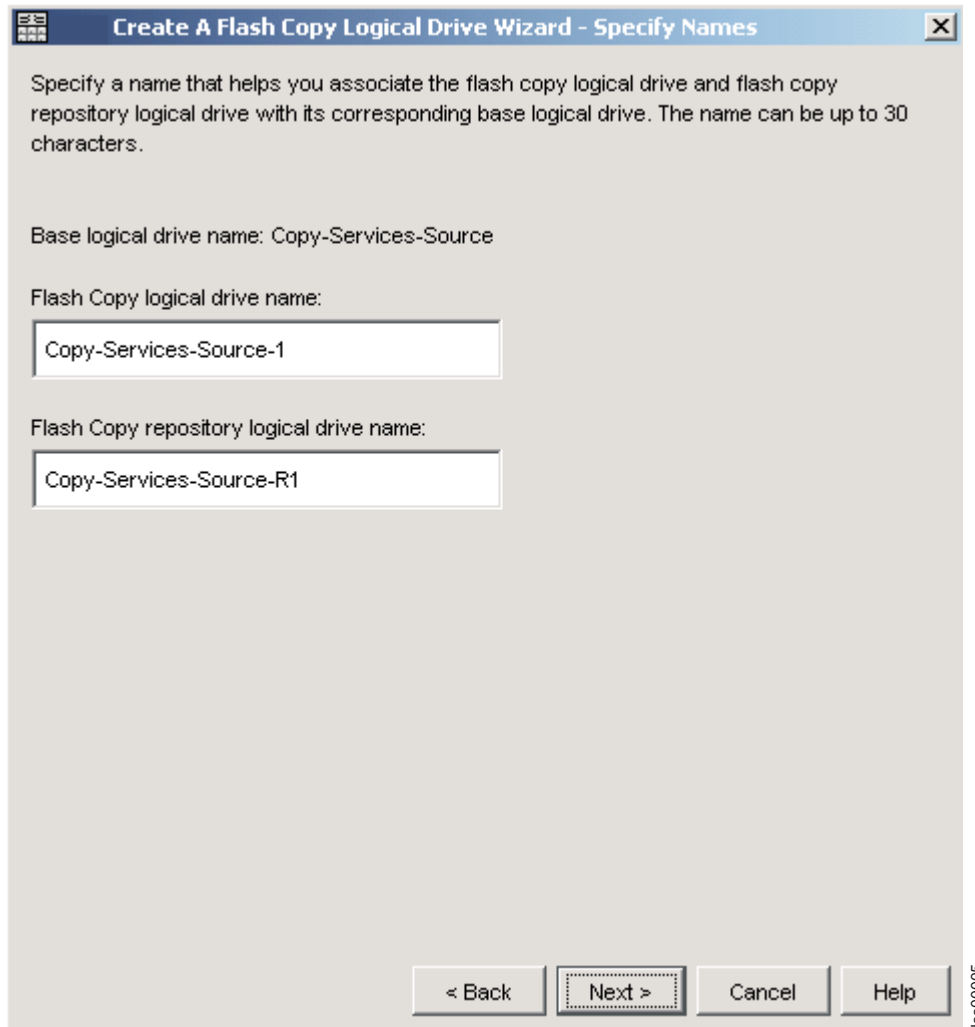 Create A Flash Copy Logical Drive Wizard - Specify Names
Specify a name that helps you associate the flash copy logical drive and flash copy
repository logical drive with its corresponding base logical drive. The name can be up to 30
characters.
Base logical drive name: Copy-Services-Source
Flash Copy logical drive name:
Copy-Services-Source-1
Flash Copy repository logical drive name:
Copy-Services-Source-R1
< Back
Next >
Cancel
Help